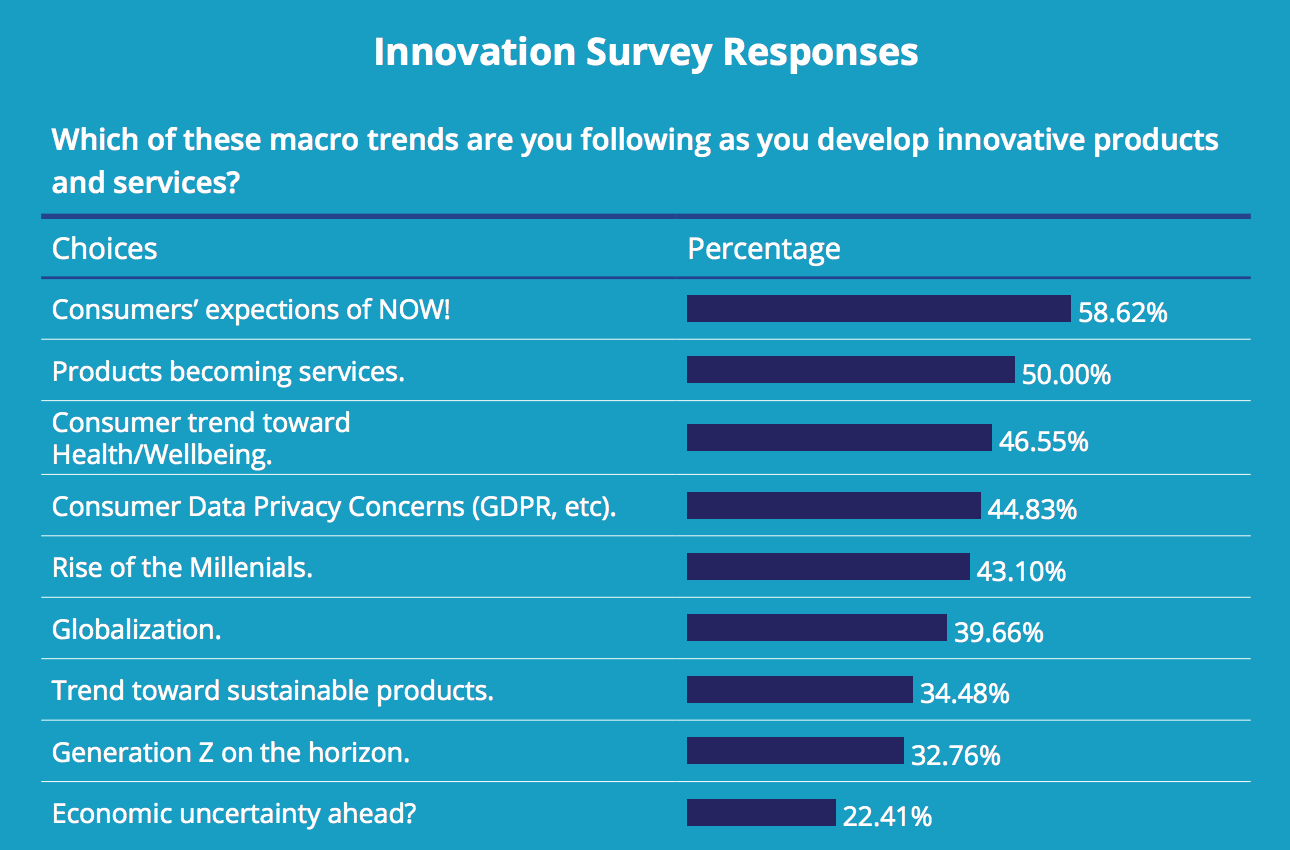 Innovation Survey Responses
Which of these macro trends are you following as you develop innovative products
and services?
Choices Percentage
Consumers’ expections of NOW! 58.62%
Products becoming services. 50.00%
Consumer trend toward
Health/Wellbeing. 46.55%
Consumer Data Privacy Concerns (GDPR, etc). 44.83%
Rise of the Millenials. 43.10%
Globalization. 39.66%
Trend toward sustainable products. 34.48%
Generation Z on the horizon. 32.76%
Economic uncertainty ahead? 22.41%